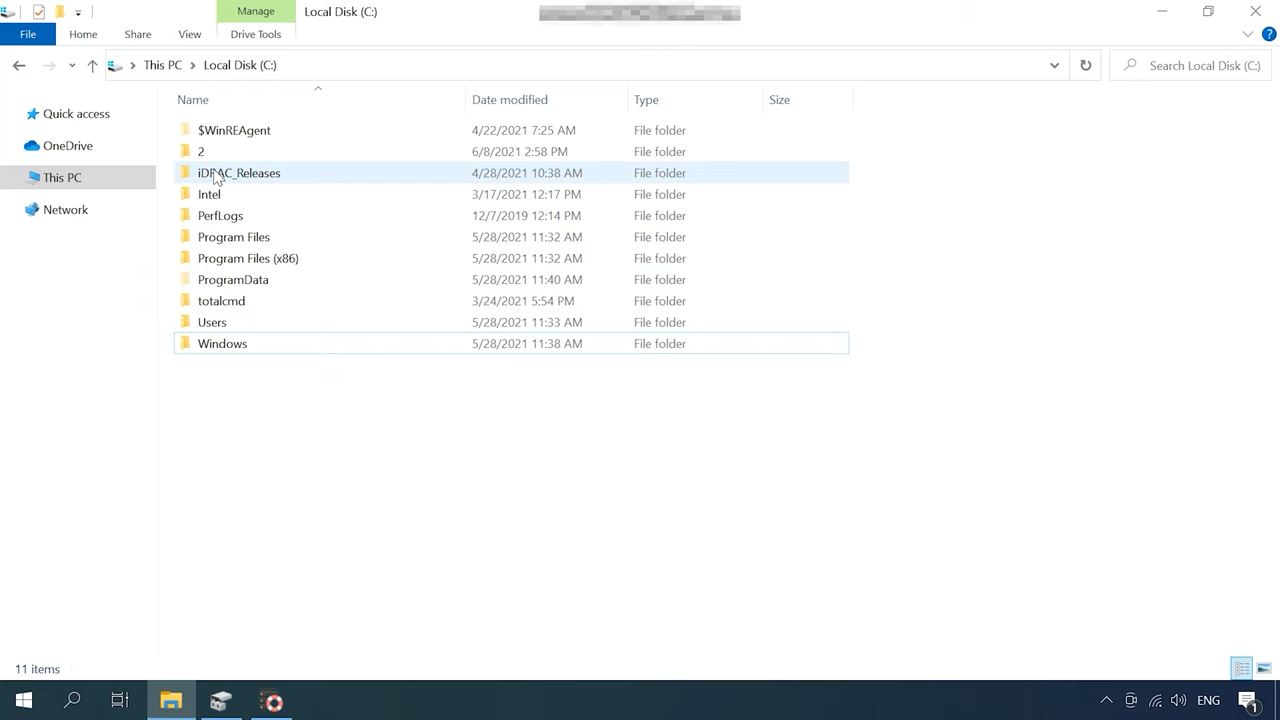 Manage Local Disk (C:)
File Home Share View Drive Tools
This PC Local Disk (C:) Search Local Disk (C:)
Name Date modified Type Size
Quick access
OneDrive
This PC
Network
$WinREAgent 4/22/2021 7:25 AM File folder
2 6/8/2021 2:58 PM File folder
iDRAC_Releases 4/28/2021 10:38 AM File folder
Intel 3/17/2021 12:17 PM File folder
PerfLogs 12/7/2019 12:14 PM File folder
Program Files 5/28/2021 11:32 AM File folder
Program Files (x86) 5/28/2021 11:32 AM File folder
ProgramData 5/28/2021 11:40 AM File folder
totalcmd 3/24/2021 5:54 PM File folder
Users 5/28/2021 11:33 AM File folder
Windows 5/28/2021 11:38 AM File folder
11 items
ENG 1